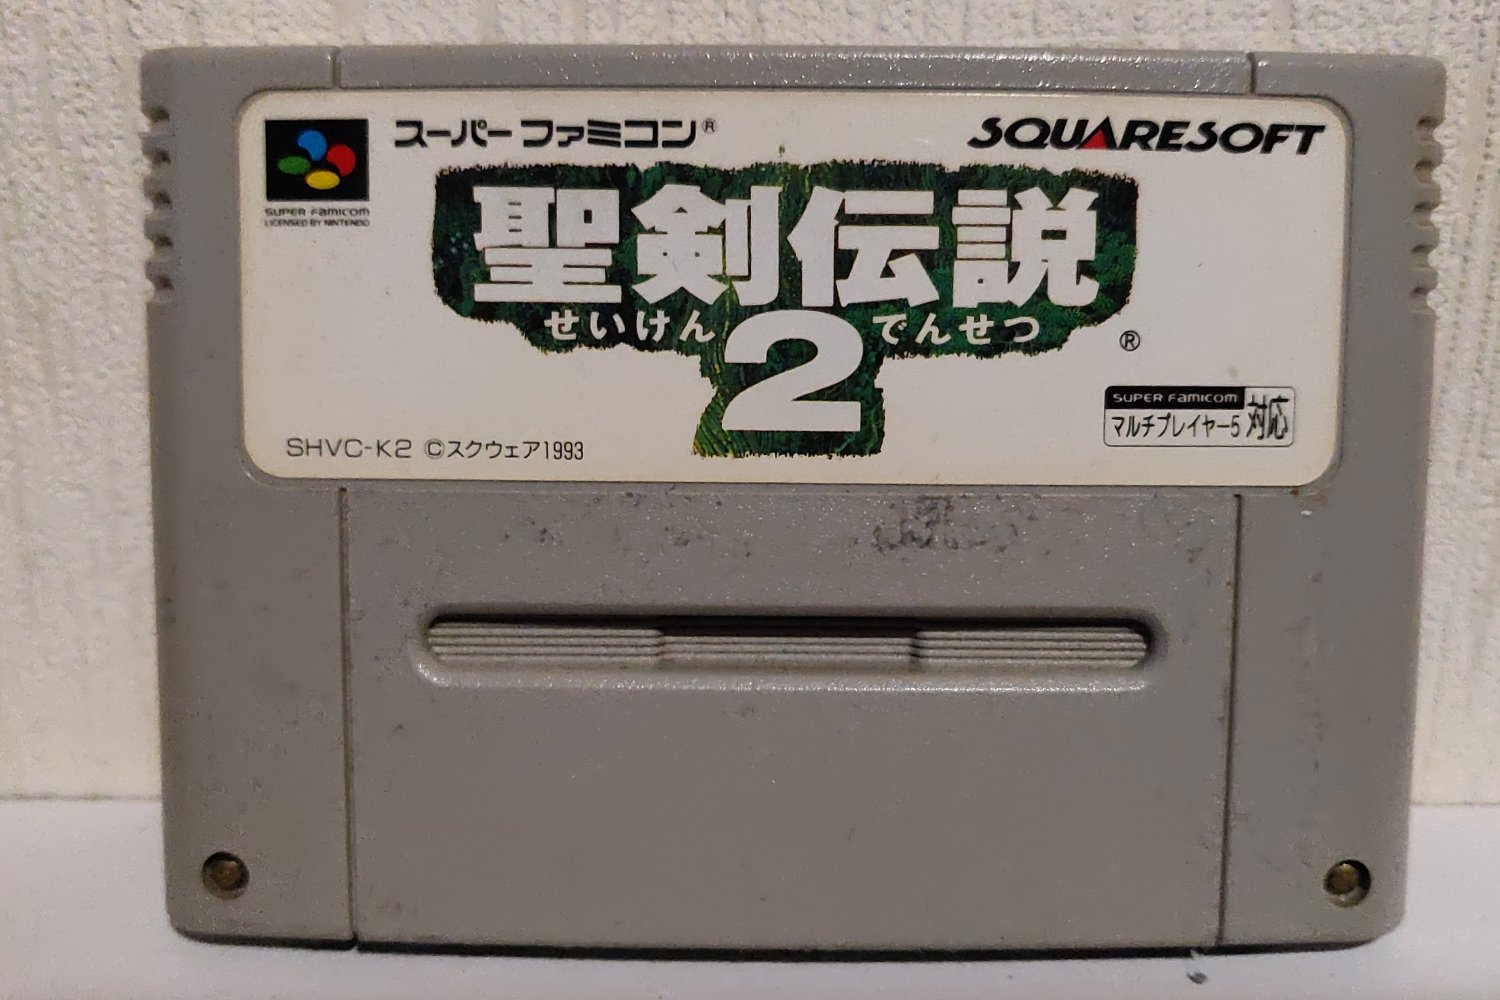 スーパーファミコン®
SQUARESOFT
SUPER FAMICOM
LICENSED BY NINTENDO
聖剣伝説
せいけん でんせつ
2
®
SUPER FAMICOM
マルチプレイヤー5 対応
SHVC-K2 ©スクウェア1993